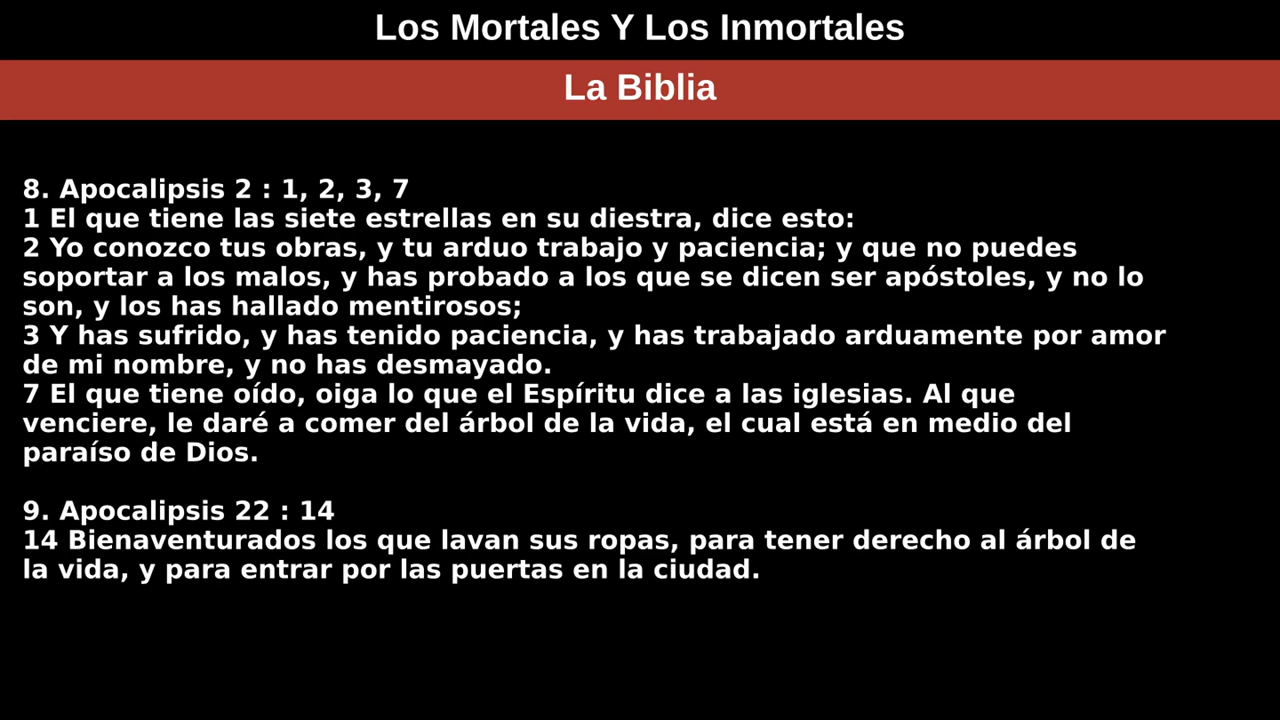 Los Mortales Y Los Inmortales
La Biblia
8. Apocalipsis 2 : 1, 2, 3, 7
1 El que tiene las siete estrellas en su diestra, dice esto:
2 Yo conozco tus obras, y tu arduo trabajo y paciencia; y que no puedes
soportar a los malos, y has probado a los que se dicen ser apóstoles, y no lo
son, y los has hallado mentirosos;
3 Y has sufrido, y has tenido paciencia, y has trabajado arduamente por amor
de mi nombre, y no has desmayado.
7 El que tiene oído, oiga lo que el Espíritu dice a las iglesias. Al que
venciere, le daré a comer del árbol de la vida, el cual está en medio del
paraíso de Dios.
9. Apocalipsis 22 : 14
14 Bienaventurados los que lavan sus ropas, para tener derecho al árbol de
la vida, y para entrar por las puertas en la ciudad.